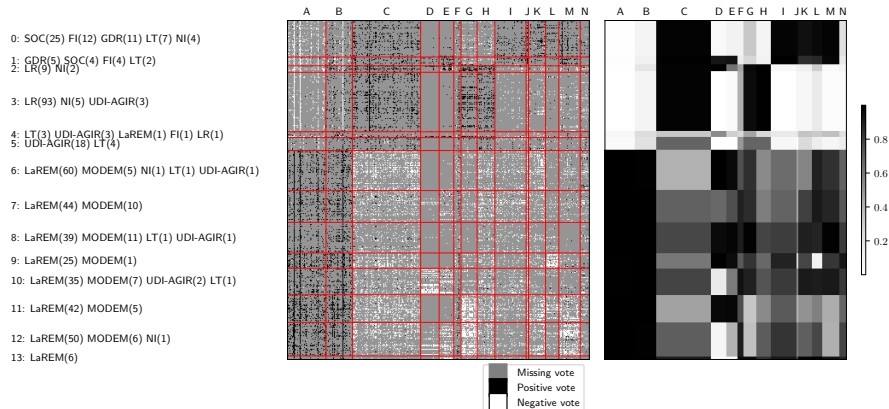 A B C D E F G H I J K L M N A B C D E F G H I J K L M N
0: SOC(25) FI(12) GDR(11) LT(7) NI(4)
1: GDR(5) SOC(4) FI(4) LT(2)
2: LR(9) NI(2)
3: LR(93) NI(5) UDI-AGIR(3)
4: LT(3) UDI-AGIR(3) LaREM(1) FI(1) LR(1)
5: UDI-AGIR(18) LT(4)
6: LaREM(60) MODEM(5) NI(1) LT(1) UDI-AGIR(1)
7: LaREM(44) MODEM(10)
8: LaREM(39) MODEM(11) LT(1) UDI-AGIR(1)
9: LaREM(25) MODEM(1)
10: LaREM(35) MODEM(7) UDI-AGIR(2) LT(1)
11: LaREM(42) MODEM(5)
12: LaREM(50) MODEM(6) NI(1)
13: LaREM(6)
0.8
0.6
0.4
0.2
Missing vote
Positive vote
Negative vote